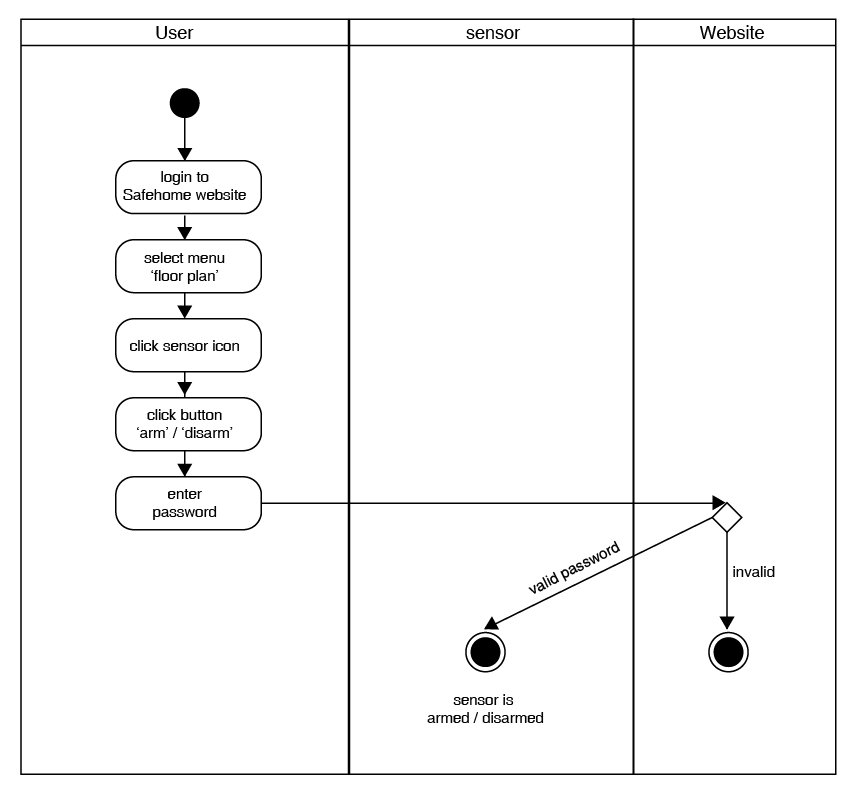 User
sensor
Website
login to
Safehome website
select menu
‘floor plan’
click sensor icon
click button
‘arm’ / ‘disarm’
enter
password
valid password
invalid
sensor is
armed / disarmed